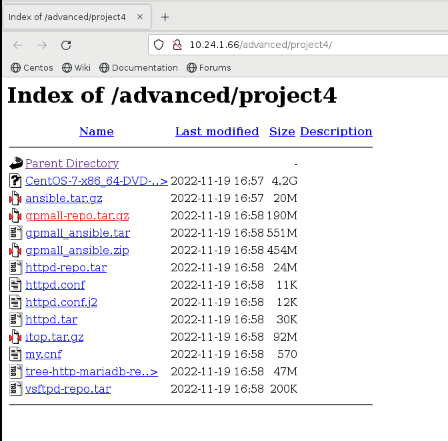 Index of /advanced/project4
10.24.1.66/advanced/project4/
Centos Wiki Documentation Forums
Index of /advanced/project4
Name Last modified Size Description
Parent Directory -
CentOS-7-x86_64-DVD-..> 2022-11-19 16:57 4.2G
ansible.tar.gz 2022-11-19 16:57 20M
gpmall-repo.tar.gz 2022-11-19 16:58 190M
gpmall_ansible.tar 2022-11-19 16:58 551M
gpmall_ansible.zip 2022-11-19 16:58 454M
httpd-repo.tar 2022-11-19 16:58 24M
httpd.conf 2022-11-19 16:58 11K
httpd.conf.j2 2022-11-19 16:58 12K
httpd.tar 2022-11-19 16:58 30K
itop.tar.gz 2022-11-19 16:58 92M
my.cnf 2022-11-19 16:58 570
tree-http-mariadb-re..> 2022-11-19 16:58 47M
vsftpd-repo.tar 2022-11-19 16:58 200K